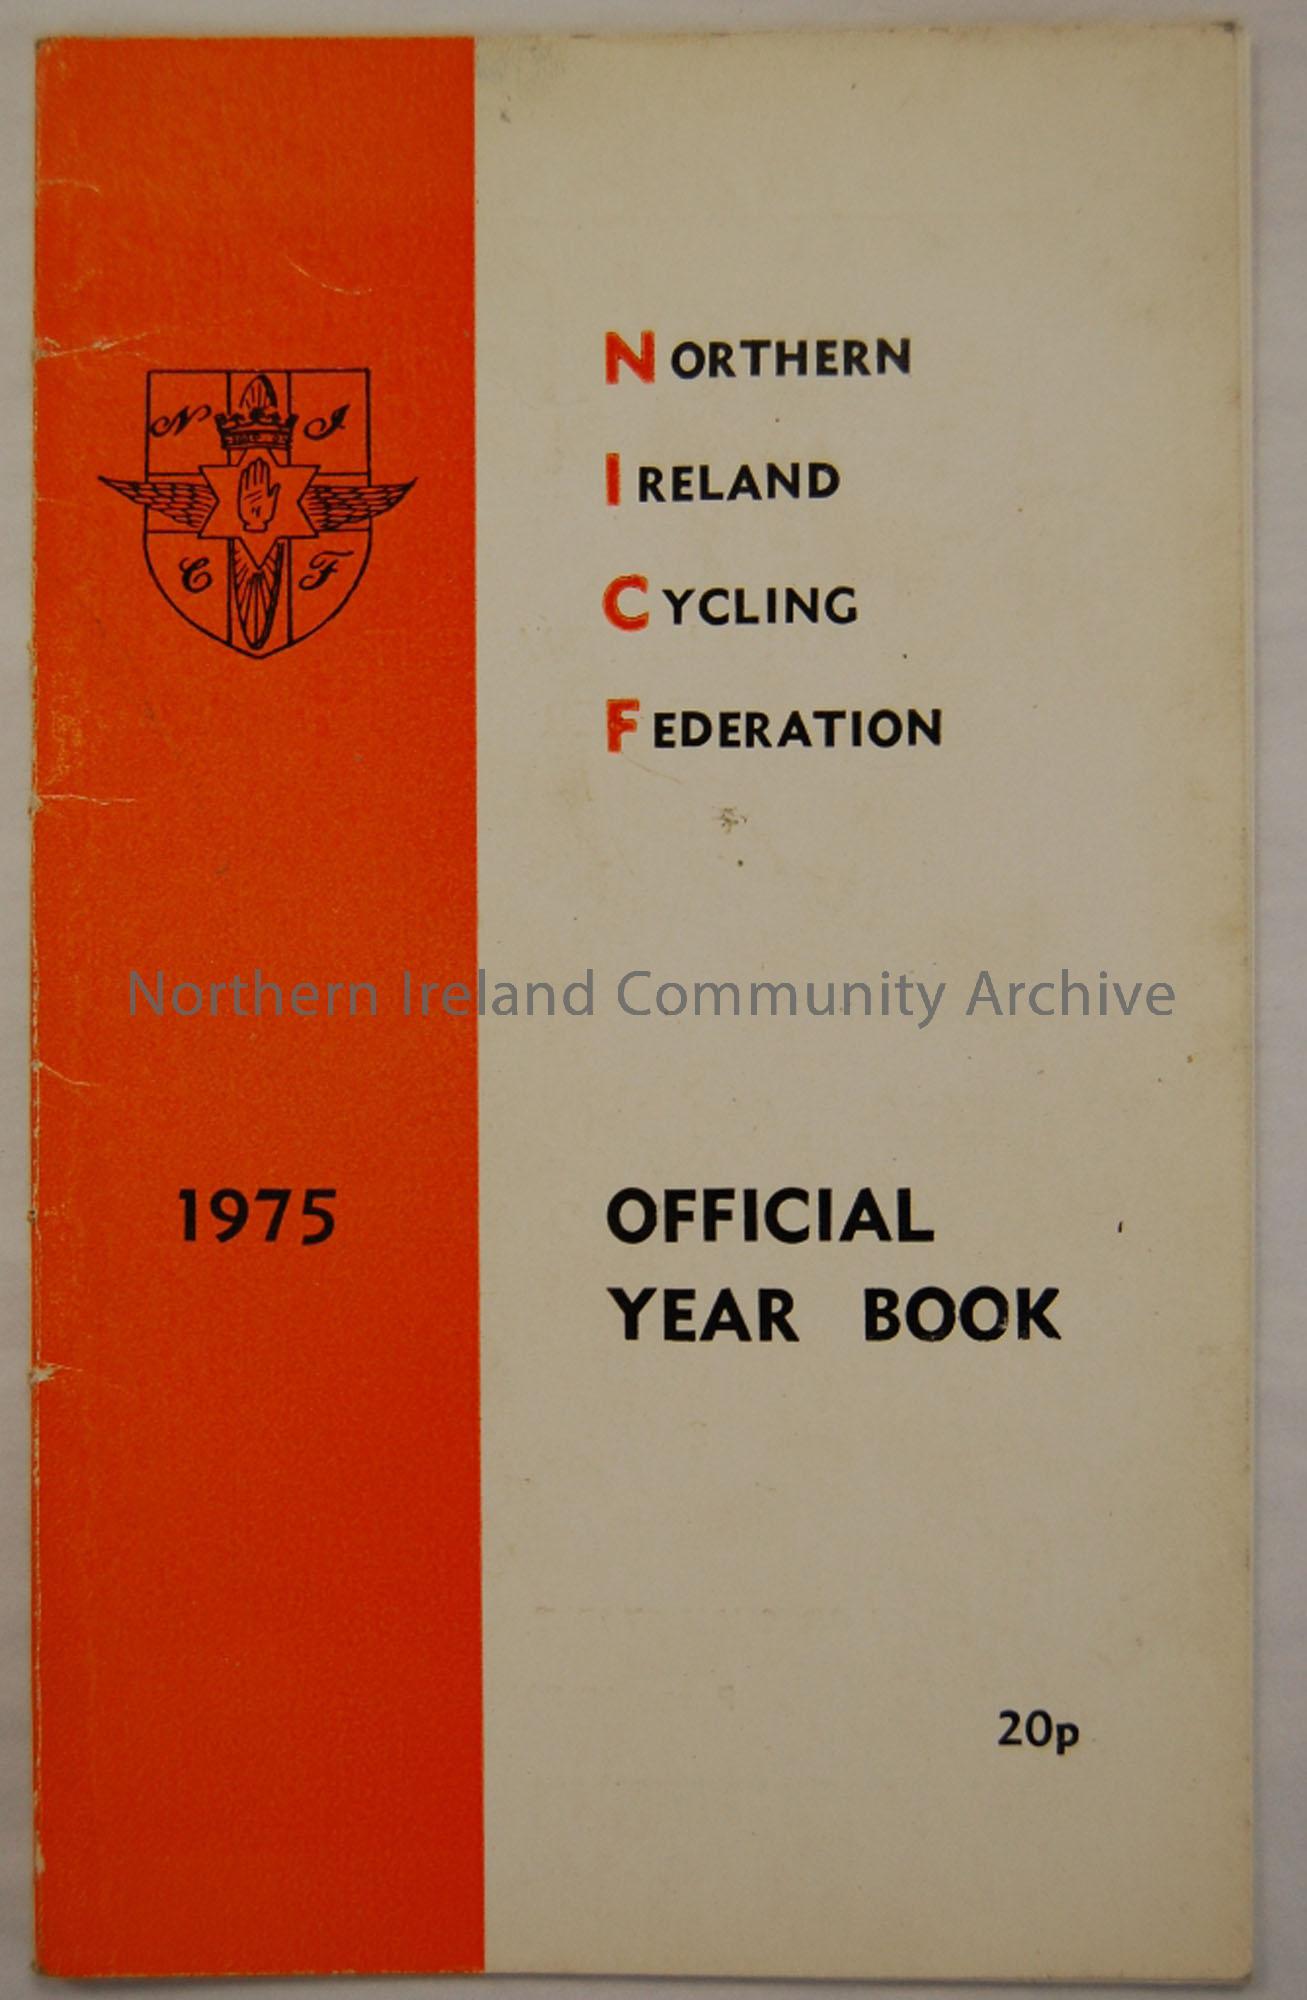 N I
C F
NORTHERN
IRELAND
CYCLING
FEDERATION
Northern Ireland Community Archive
1975
OFFICIAL
YEAR BOOK
20p